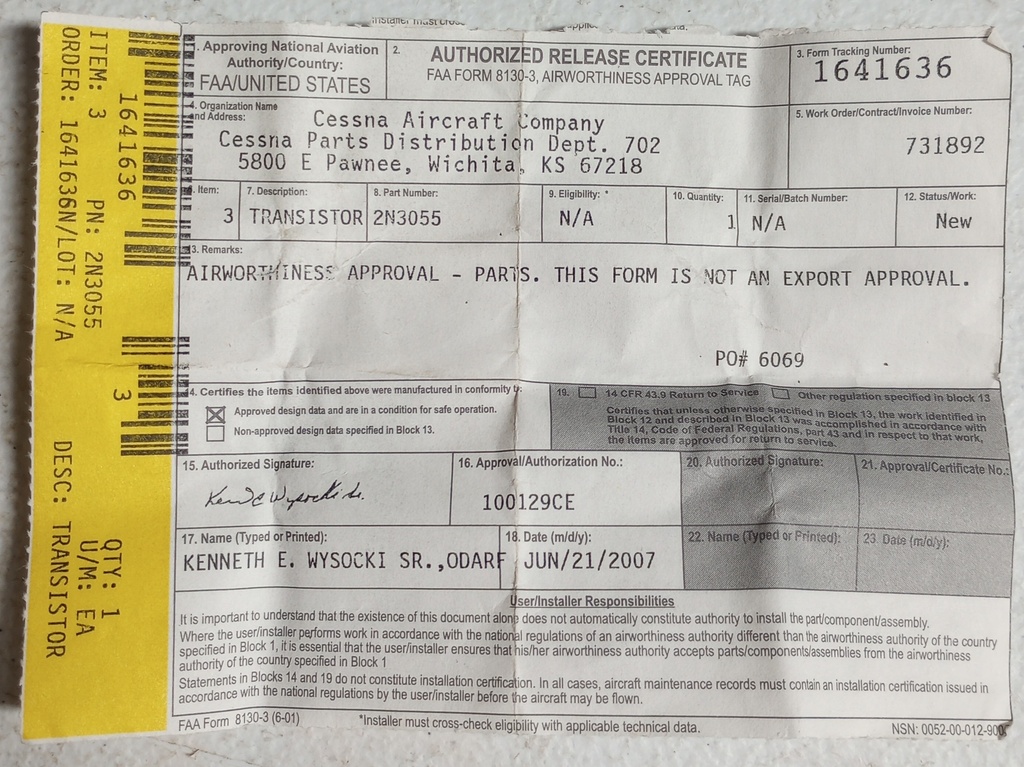 ITEM: 3 PN: 2N3055 QTY: 1
ORDER: 1641636N/LOT: N/A U/M: EA
DESC: TRANSISTOR
1641636
3
Installer must cross
1. Approving National Aviation
Authority/Country:
FAA/UNITED STATES
2.
AUTHORIZED RELEASE CERTIFICATE
FAA FORM 8130-3, AIRWORTHINESS APPROVAL TAG
3. Form Tracking Number:
1641636
4. Organization Name
and Address:
Cessna Aircraft Company
Cessna Parts Distribution Dept. 702
5800 E Pawnee, Wichita, KS 67218
5. Work Order/Contract/Invoice Number:
731892
6. Item:
3
7. Description:
TRANSISTOR
8. Part Number:
2N3055
9. Eligibility: *
N/A
10. Quantity:
1
11. Serial/Batch Number:
N/A
12. Status/Work:
New
13. Remarks:
AIRWORTHINESS APPROVAL - PARTS. THIS FORM IS NOT AN EXPORT APPROVAL.
PO# 6069
14. Certifies the items identified above were manufactured in conformity t:
Approved design data and are in a condition for safe operation.
Non-approved design data specified in Block 13.
19. 14 CFR 43.9 Return to Service Other regulation specified in block 13
Certifies that unless otherwise specified in Block 13, the work identified in
Block 12 and described in Block 13 was accomplished in accordance with
Title 14, Code of Federal Regulations, part 43 and in respect to that work,
the items are approved for return to service.
15. Authorized Signature:
16. Approval/Authorization No.:
100129CE
20. Authorized Signature:
21. Approval/Certificate No.:
17. Name (Typed or Printed):
KENNETH E. WYSOCKI SR.,ODARF
18. Date (m/d/y):
JUN/21/2007
22. Name (Typed or Printed):
23. Date (m/d/y):
User/Installer Responsibilities
It is important to understand that the existence of this document alone does not automatically constitute authority to install the part/component/assembly.
Where the user/installer performs work in accordance with the national regulations of an airworthiness authority different than the airworthiness authority of the country
specified in Block 1, it is essential that the user/installer ensures that his/her airworthiness authority accepts parts/components/assemblies from the airworthiness
authority of the country specified in Block 1
Statements in Blocks 14 and 19 do not constitute installation certification. In all cases, aircraft maintenance records must contain an installation certification issued in
accordance with the national regulations by the user/installer before the aircraft may be flown.
FAA Form 8130-3 (6-01)
*Installer must cross-check eligibility with applicable technical data.
NSN: 0052-00-012-900